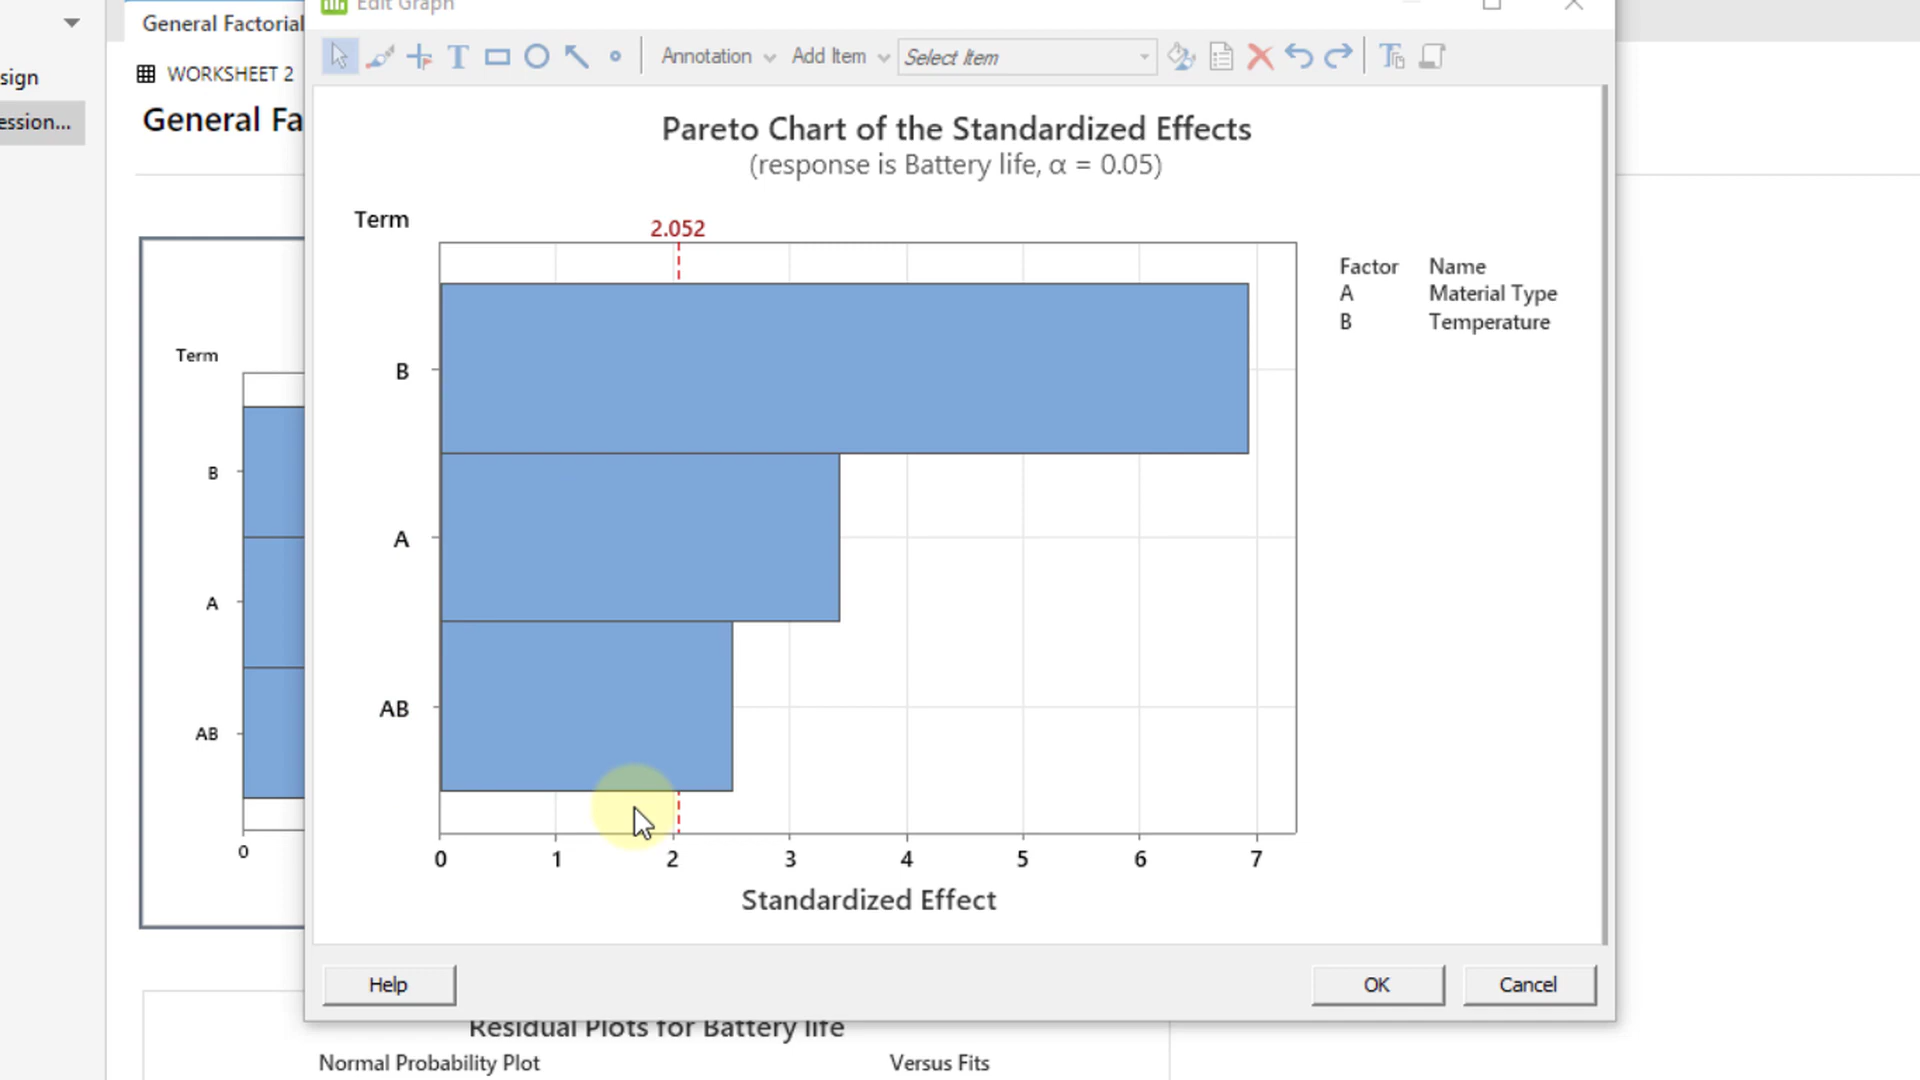 Edit Graph
General Factorial
sign
WORKSHEET 2
ession...
General Fa
Annotation
Add Item
Select Item
Pareto Chart of the Standardized Effects
(response is Battery life, α = 0.05)
Term
2.052
Factor Name
A Material Type
B Temperature
B
A
AB
0 1 2 3 4 5 6 7
Standardized Effect
Term
B
A
AB
0
Help
OK
Cancel
Residual Plots for Battery life
Normal Probability Plot
Versus Fits